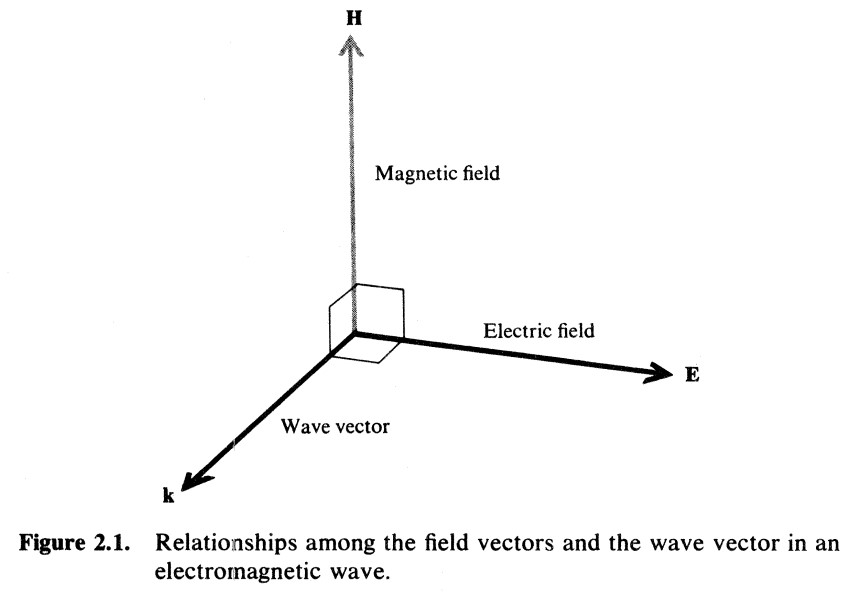 H
Magnetic field
Electric field
E
Wave vector
k
Figure 2.1. Relationships among the field vectors and the wave vector in an
electromagnetic wave.